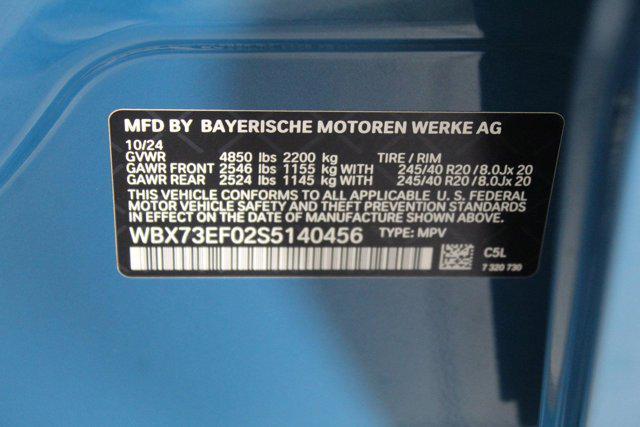 MFD BY BAYERISCHE MOTOREN WERKE AG
10/24
GVWR 4850 lbs 2200 kg TIRE / RIM
GAWR FRONT 2546 lbs 1155 kg WITH 245/40 R20 / 8.0Jx 20
GAWR REAR 2524 lbs 1145 kg WITH 245/40 R20 / 8.0Jx 20
THIS VEHICLE CONFORMS TO ALL APPLICABLE U.S. FEDERAL
MOTOR VEHICLE SAFETY, BUMPER, AND THEFT PREVENTION STANDARDS
IN EFFECT ON THE DATE OF MANUFACTURE SHOWN ABOVE.
WBX73EF02S5140456 TYPE: MPV
C5L
7 320 730